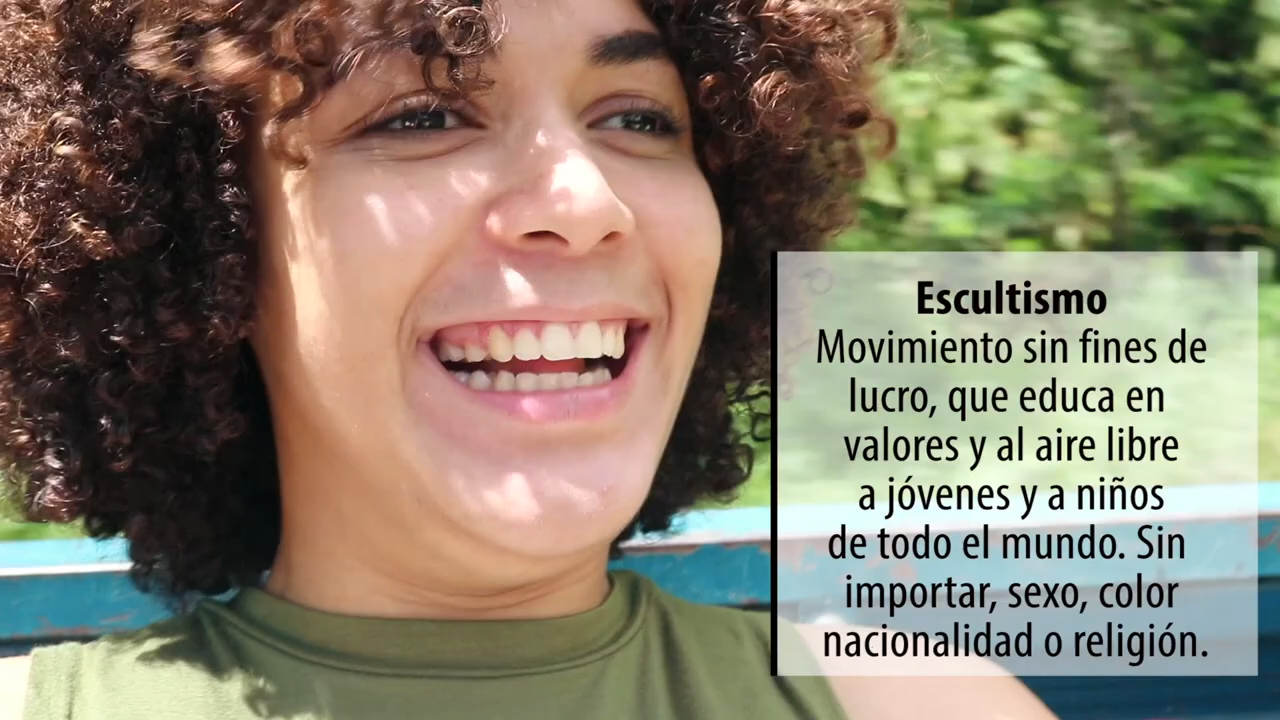 Escultismo
Movimiento sin fines de
lucro, que educa en
valores y al aire libre
a jóvenes y a niños
de todo el mundo. Sin
importar, sexo, color
nacionalidad o religión.